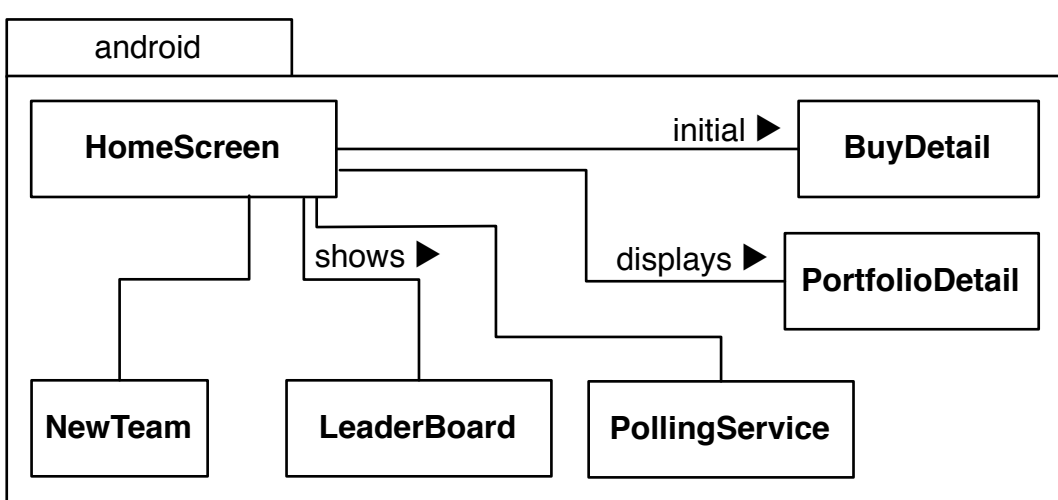 android
HomeScreen
initial ▶
BuyDetail
shows ▶
displays ▶
PortfolioDetail
NewTeam
LeaderBoard
PollingService